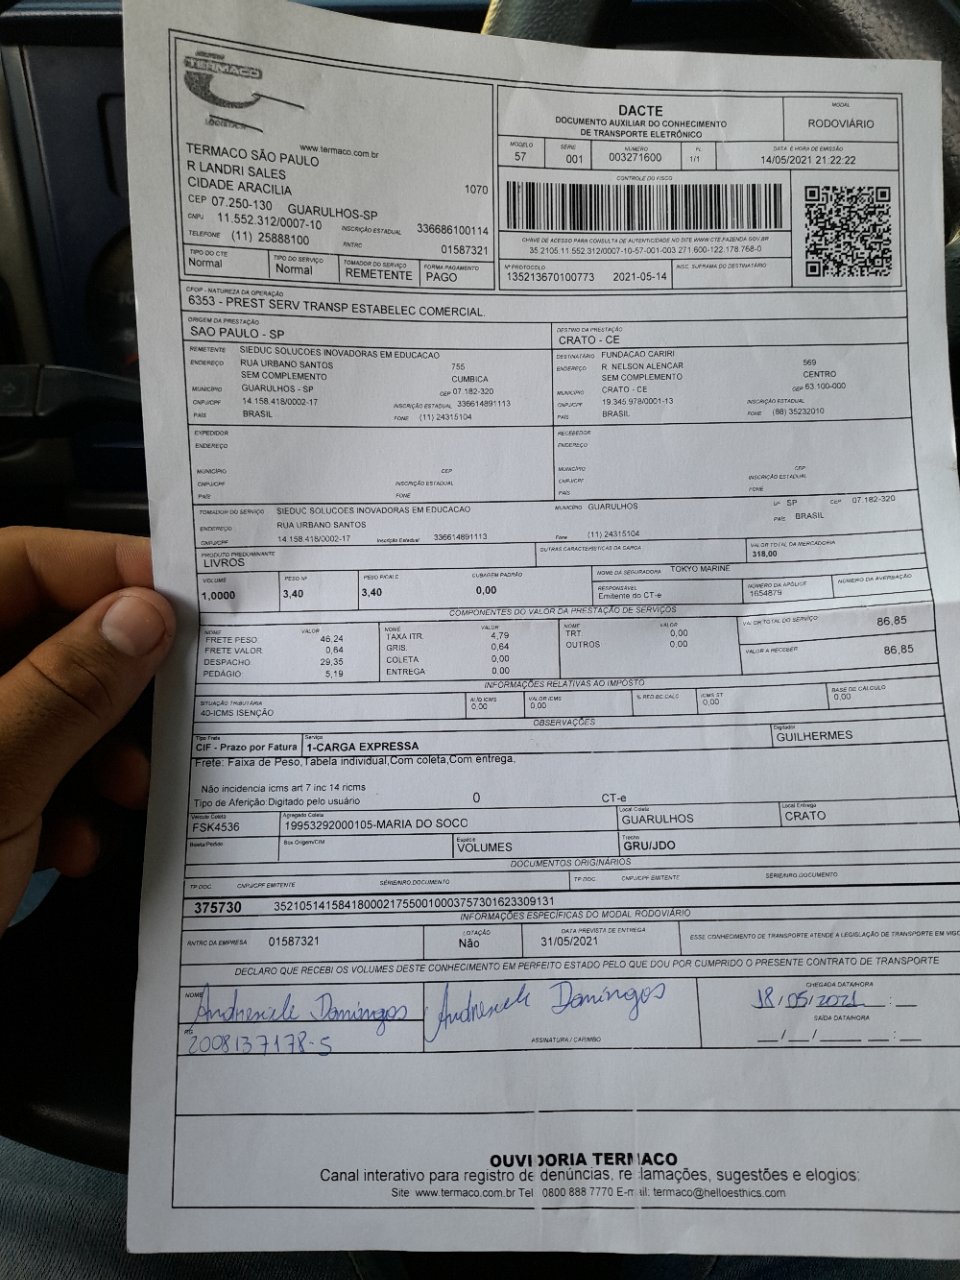 TERMACO
LOGÍSTICA
www.termaco.com.br
TERMACO SÃO PAULO
R LANDRI SALES
CIDADE ARACILIA 1070
CEP 07.250-130 GUARULHOS-SP
CNPJ 11.552.312/0007-10 INSCRIÇÃO ESTADUAL 336686100114
TELEFONE (11) 25888100 RNTRC 01587321
TIPO DO CTE TIPO DO SERVIÇO TOMADOR DO SERVIÇO FORMA PAGAMENTO
Normal Normal REMETENTE PAGO
DACTE
DOCUMENTO AUXILIAR DO CONHECIMENTO
DE TRANSPORTE ELETRÔNICO
MODAL
RODOVIÁRIO
MODELO SÉRIE NÚMERO FL DATA E HORA DE EMISSÃO
57 001 003271600 1/1 14/05/2021 21:22:22
CONTROLE DO FISCO
CHAVE DE ACESSO PARA CONSULTA DE AUTENTICIDADE NO SITE WWW.CTE.FAZENDA.GOV.BR
35.2105.11.552.312/0007-10-57-001-003.271.600-122.178.758-0
Nº PROTOCOLO INSC. SUFRAMA DO DESTINATÁRIO
135213670100773 2021-05-14
CFOP - NATUREZA DA OPERAÇÃO
6353 - PREST SERV TRANSP ESTABELEC COMERCIAL.
ORIGEM DA PRESTAÇÃO DESTINO DA PRESTAÇÃO
SAO PAULO - SP CRATO - CE
REMETENTE SIEDUC SOLUCOES INOVADORAS EM EDUCACAO
ENDEREÇO RUA URBANO SANTOS 755
SEM COMPLEMENTO CUMBICA
MUNICÍPIO GUARULHOS - SP CEP 07.182-320
CNPJ/CPF 14.158.418/0002-17 INSCRIÇÃO ESTADUAL 336614891113
PAÍS BRASIL FONE (11) 24315104
DESTINATÁRIO FUNDACAO CARIRI
ENDEREÇO R. NELSON ALENCAR 569
SEM COMPLEMENTO CENTRO
MUNICÍPIO CRATO - CE CEP 63.100-000
CNPJ/CPF 19.345.978/0001-13 INSCRIÇÃO ESTADUAL
PAÍS BRASIL FONE (88) 35232010
EXPEDIDOR
ENDEREÇO
MUNICÍPIO CEP
CNPJ/CPF INSCRIÇÃO ESTADUAL
PAÍS FONE
RECEBEDOR
ENDEREÇO
MUNICÍPIO CEP
CNPJ/CPF INSCRIÇÃO ESTADUAL
PAÍS FONE
TOMADOR DO SERVIÇO SIEDUC SOLUCOES INOVADORAS EM EDUCACAO MUNICÍPIO GUARULHOS UF SP CEP 07.182-320
ENDEREÇO RUA URBANO SANTOS PAÍS BRASIL
CNPJ/CPF 14.158.418/0002-17 Inscrição Estadual 336614891113 Fone (11) 24315104
PRODUTO PREDOMINANTE OUTRAS CARACTERÍSTICAS DA CARGA VALOR TOTAL DA MERCADORIA
LIVROS 318,00
VOLUME PESO Nº PESO P/CALC CUBAGEM PADRÃO NOME DA SEGURADORA TOKYO MARINE
1,0000 3,40 3,40 0,00
RESPONSÁVEL NÚMERO DA APÓLICE NÚMERO DA AVERBAÇÃO
Emitente do CT-e 1654879
COMPONENTES DO VALOR DA PRESTAÇÃO DE SERVIÇOS
NOME VALOR NOME VALOR NOME VALOR VALOR TOTAL DO SERVIÇO
FRETE PESO: 46,24 TAXA ITR. 4,79 TRT 0,00 86,85
FRETE VALOR 0,64 GRIS. 0,64 OUTROS 0,00
DESPACHO 29,35 COLETA 0,00 VALOR A RECEBER 86,85
PEDÁGIO: 5,19 ENTREGA 0,00
INFORMAÇÕES RELATIVAS AO IMPOSTO
SITUAÇÃO TRIBUTÁRIA ALIQ ICMS VALOR ICMS % RED BC CALC ICMS ST BASE DE CALCULO
40-ICMS ISENÇÃO 0,00 0,00 0,00 0,00
OBSERVAÇÕES
Tipo Frete Serviço Digitador
CIF - Prazo por Fatura 1-CARGA EXPRESSA GUILHERMES
Frete: Faixa de Peso,Tabela individual,Com coleta,Com entrega,
Não incidencia icms art 7 inc 14 ricms
Tipo de Aferição:Digitado pelo usuário 0 CT-e
Veículo Coleta Agregado Coleta Local Coleta Local Entrega
FSK4536 19953292000105-MARIA DO SOCO GUARULHOS CRATO
Box Origem/CIM Espécie Trecho
VOLUMES GRU/JDO
DOCUMENTOS ORIGINÁRIOS
TP DOC. CNPJ/CPF EMITENTE SÉRIE/NRO DOCUMENTO TP DOC. CNPJ/CPF EMITENTE SÉRIE/NRO DOCUMENTO
375730 35210514158418000217550010003757301623309131
INFORMAÇÕES ESPECÍFICAS DO MODAL RODOVIÁRIO
RNTRC DA EMPRESA 01587321 LOTAÇÃO DATA PREVISTA DE ENTREGA ESSE CONHECIMENTO DE TRANSPORTE ATENDE A LEGISLAÇÃO DE TRANSPORTE EM VIGO
Não 31/05/2021
DECLARO QUE RECEBI OS VOLUMES DESTE CONHECIMENTO EM PERFEITO ESTADO PELO QUE DOU POR CUMPRIDO O PRESENTE CONTRATO DE TRANSPORTE
NOME CHEGADA DATA/HORA
Domingos Domingos 18/05/2021 :
RG SAÍDA DATA/HORA
2008137178-5 ASSINATURA / CARIMBO __/__/____ __:__
OUVIDORIA TERMACO
Canal interativo para registro de denúncias, reclamações, sugestões e elogios:
Site www.termaco.com.br Tel 0800 888 7770 E-mail: termaco@helloesthics.com